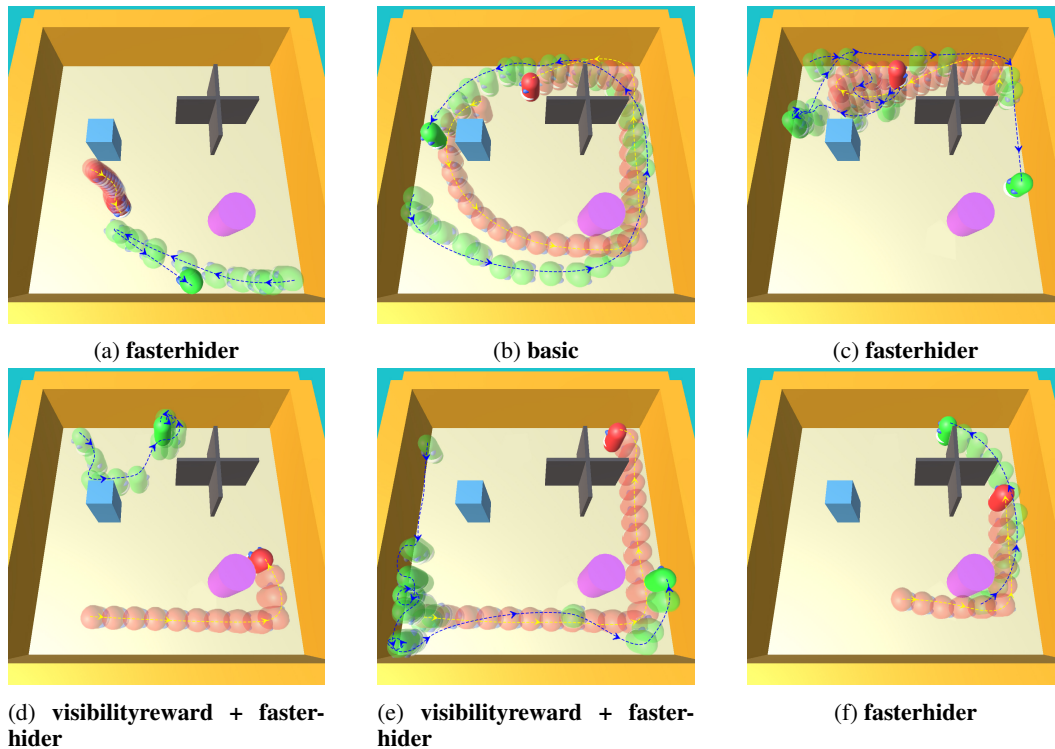 (a) fasterhider
(b) basic
(c) fasterhider
(d) visibilityreward + faster-
hider
(e) visibilityreward + faster-
hider
(f) fasterhider